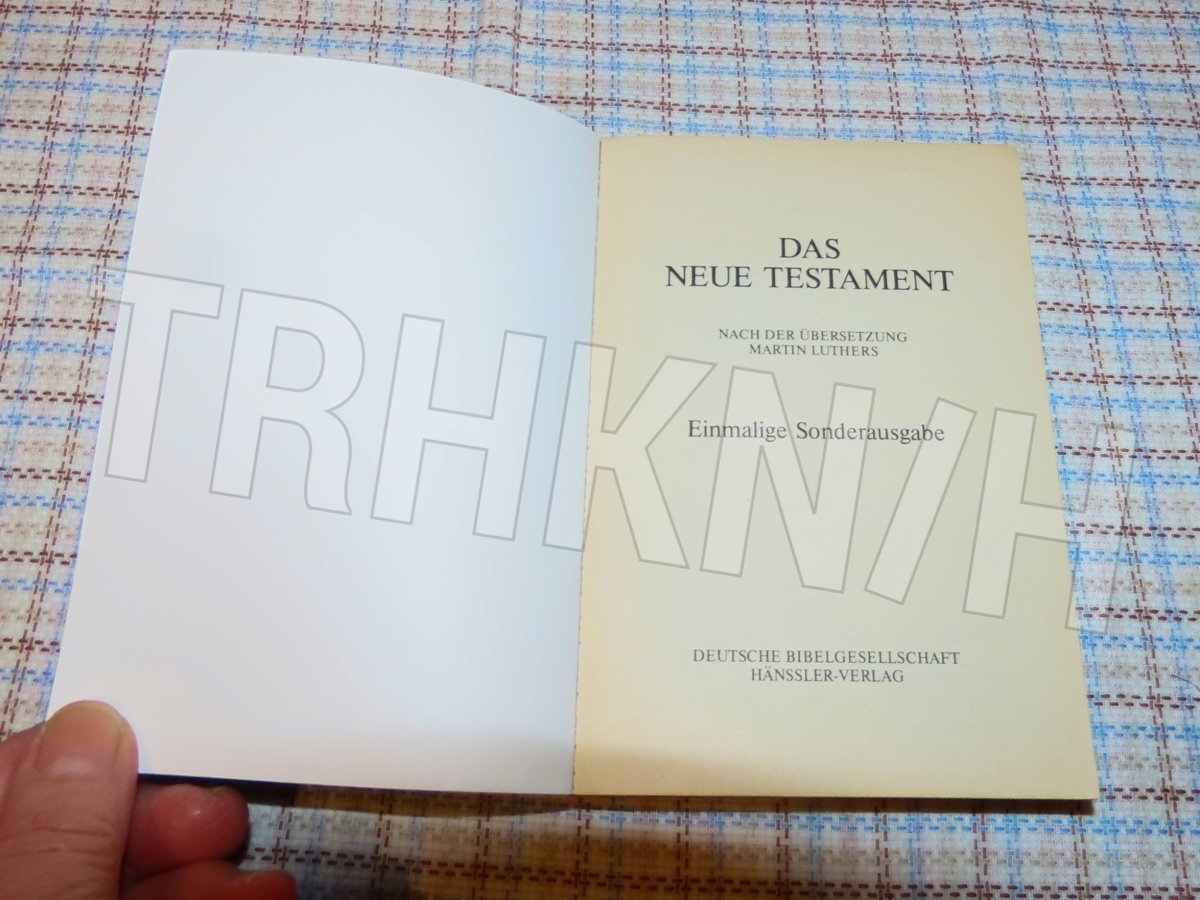 DAS
NEUE TESTAMENT
NACH DER ÜBERSETZUNG
MARTIN LUTHERS
Einmalige Sonderausgabe
DEUTSCHE BIBELGESELLSCHAFT
HÄNSSLER-VERLAG
TRHKN/H